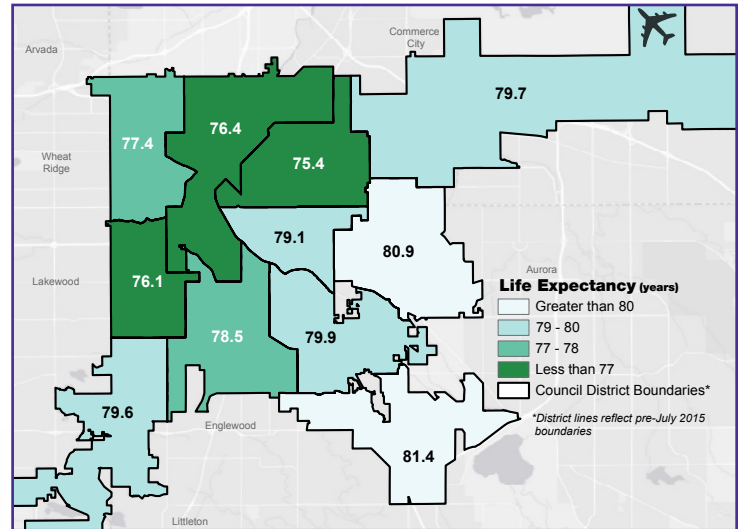 Arvada
Commerce
City
79.7
76.4
77.4
75.4
Wheat
Ridge
79.1
80.9
Aurora
Lakewood
76.1
Life Expectancy (years)
Greater than 80
79 - 80
77 - 78
Less than 77
Council District Boundaries*
*District lines reflect pre-July 2015
boundaries
78.5
79.9
79.6
Englewood
81.4
Littleton